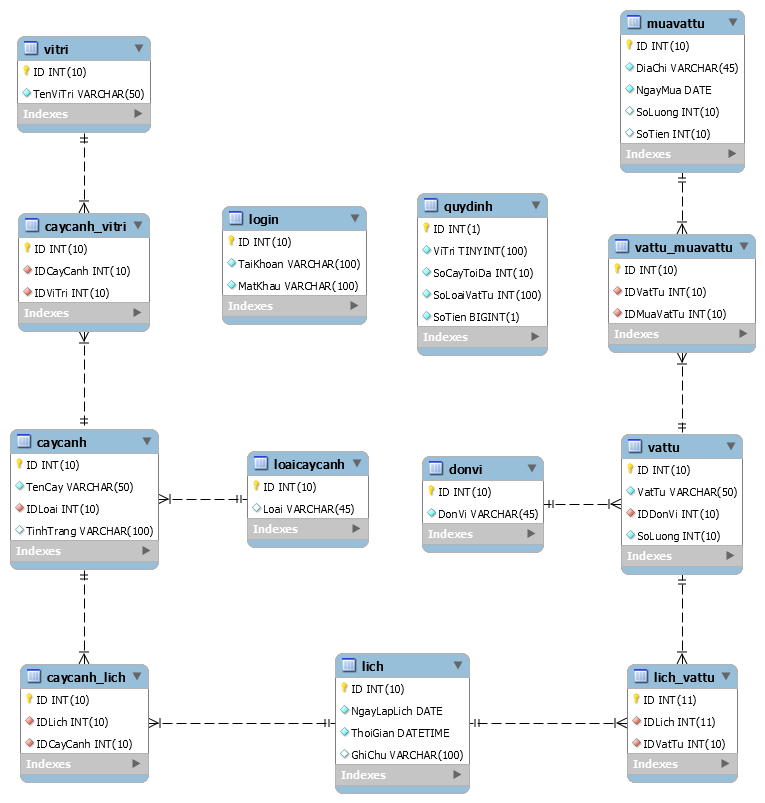 vitri
ID INT(10)
TenViTri VARCHAR(50)
Indexes
caycanh_vitri
ID INT(10)
IDCayCanh INT(10)
IDViTri INT(10)
Indexes
login
ID INT(10)
TaiKhoan VARCHAR(100)
MatKhau VARCHAR(100)
Indexes
quydinh
ID INT(1)
ViTri TINYINT(100)
SoCayToiDa INT(10)
SoLoaiVatTu INT(100)
SoTien BIGINT(1)
Indexes
muavattu
ID INT(10)
DiaChi VARCHAR(45)
NgayMua DATE
SoLuong INT(10)
SoTien INT(10)
Indexes
vattu_muavattu
ID INT(10)
IDVatTu INT(10)
IDMuaVatTu INT(10)
Indexes
caycanh
ID INT(10)
TenCay VARCHAR(50)
IDLoai INT(10)
TinhTrang VARCHAR(100)
Indexes
loaicaycanh
ID INT(10)
Loai VARCHAR(45)
Indexes
donvi
ID INT(10)
DonVi VARCHAR(45)
Indexes
vattu
ID INT(10)
VatTu VARCHAR(50)
IDDonVi INT(10)
SoLuong INT(10)
Indexes
caycanh_lich
ID INT(10)
IDLich INT(10)
IDCayCanh INT(10)
Indexes
lich
ID INT(10)
NgayLapLich DATE
ThoiGian DATETIME
GhiChu VARCHAR(100)
Indexes
lich_vattu
ID INT(11)
IDLich INT(11)
IDVatTu INT(10)
Indexes